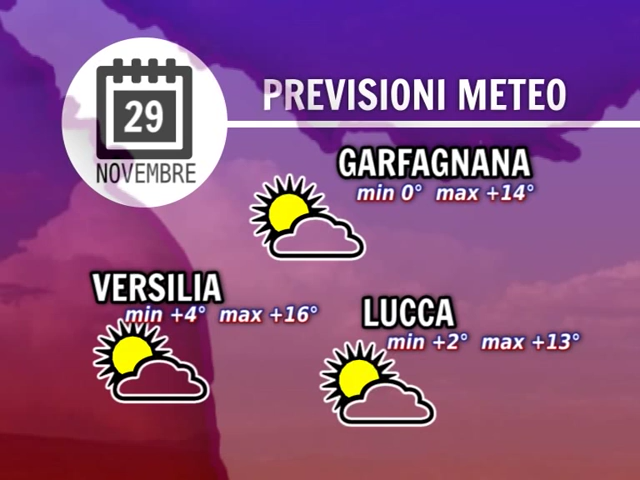 29
NOVEMBRE
PREVISIONI METEO
GARFAGNANA
min 0° max +14°
VERSILIA
min +4° max +16°
LUCCA
min +2° max +13°